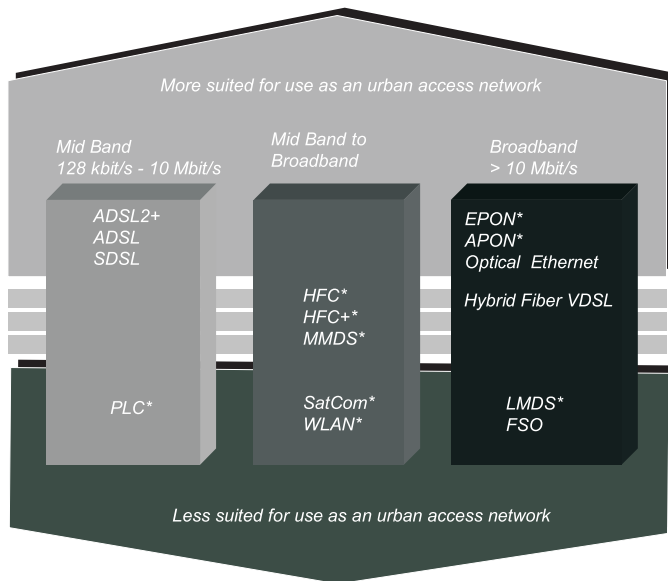 More suited for use as an urban access network
Mid Band
128 kbit/s - 10 Mbit/s
Mid Band to
Broadband
Broadband
> 10 Mbit/s
ADSL2+
ADSL
SDSL
PLC*
HFC*
HFC+*
MMDS*
SatCom*
WLAN*
EPON*
APON*
Optical Ethernet
Hybrid Fiber VDSL
LMDS*
FSO
Less suited for use as an urban access network